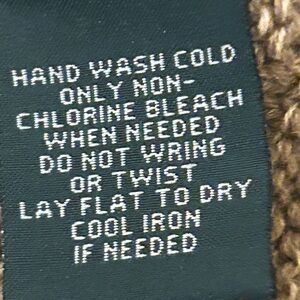 HAND WASH COLD
ONLY NON-
CHLORINE BLEACH
WHEN NEEDED
DO NOT WRING
OR TWIST
LAY FLAT TO DRY
COOL IRON
IF NEEDED